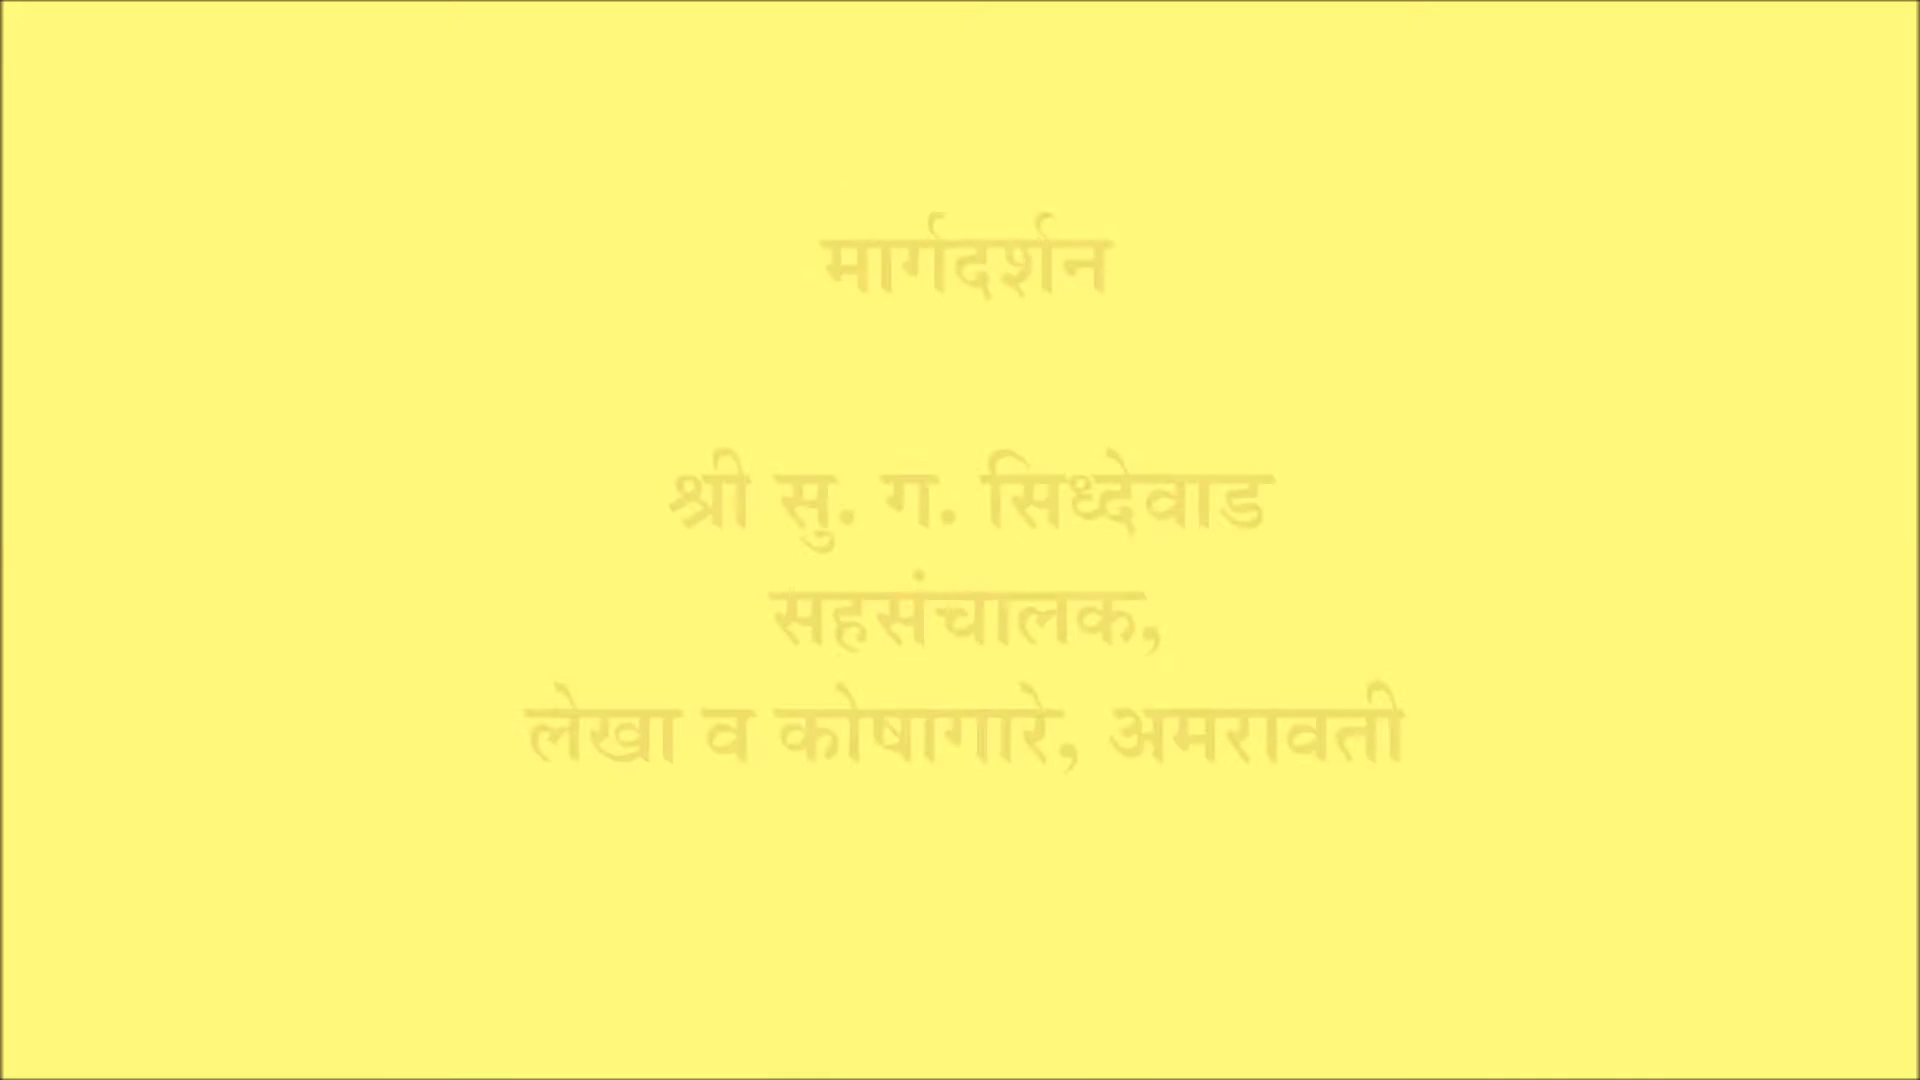 मार्गदर्शन
श्री सु. ग. सिध्देवाड
सहसंचालक,
लेखा व कोषागारे, अमरावती